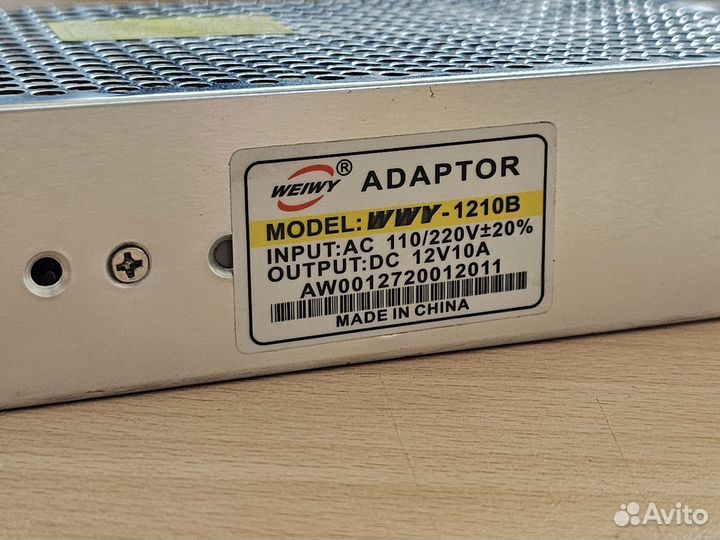 WEIWY ® ADAPTOR
MODEL: WWY-1210B
INPUT:AC 110/220V±20%
OUTPUT:DC 12V10A
AW0012720012011
MADE IN CHINA
Avito